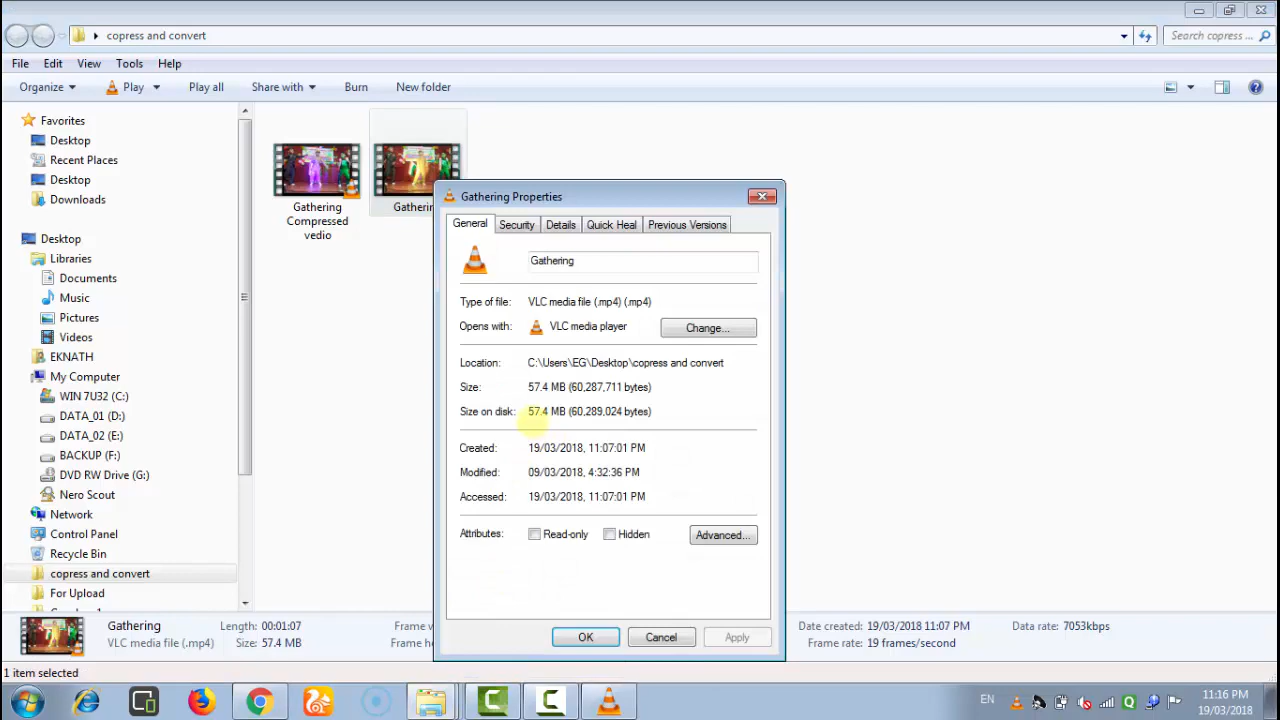 copress and convert
Search copress ...
File Edit View Tools Help
Organize Play Play all Share with Burn New folder
Favorites
Desktop
Recent Places
Desktop
Downloads
Desktop
Libraries
Documents
Music
Pictures
Videos
EKNATH
My Computer
WIN 7U32 (C:)
DATA_01 (D:)
DATA_02 (E:)
BACKUP (F:)
DVD RW Drive (G:)
Nero Scout
Network
Control Panel
Recycle Bin
copress and convert
For Upload
Gathering
Compressed
vedio
Gathering Properties
General Security Details Quick Heal Previous Versions
Gathering
Type of file: VLC media file (.mp4) (.mp4)
Opens with: VLC media player Change...
Location: C:\Users\EG\Desktop\copress and convert
Size: 57.4 MB (60,287,711 bytes)
Size on disk: 57.4 MB (60,289,024 bytes)
Created: 19/03/2018, 11:07:01 PM
Modified: 09/03/2018, 4:32:36 PM
Accessed: 19/03/2018, 11:07:01 PM
Attributes: Read-only Hidden Advanced...
OK Cancel Apply
Gathering Length: 00:01:07 Date created: 19/03/2018 11:07 PM Data rate: 7053kbps
VLC media file (.mp4) Size: 57.4 MB Frame rate: 19 frames/second
1 item selected
EN
11:16 PM
19/03/2018